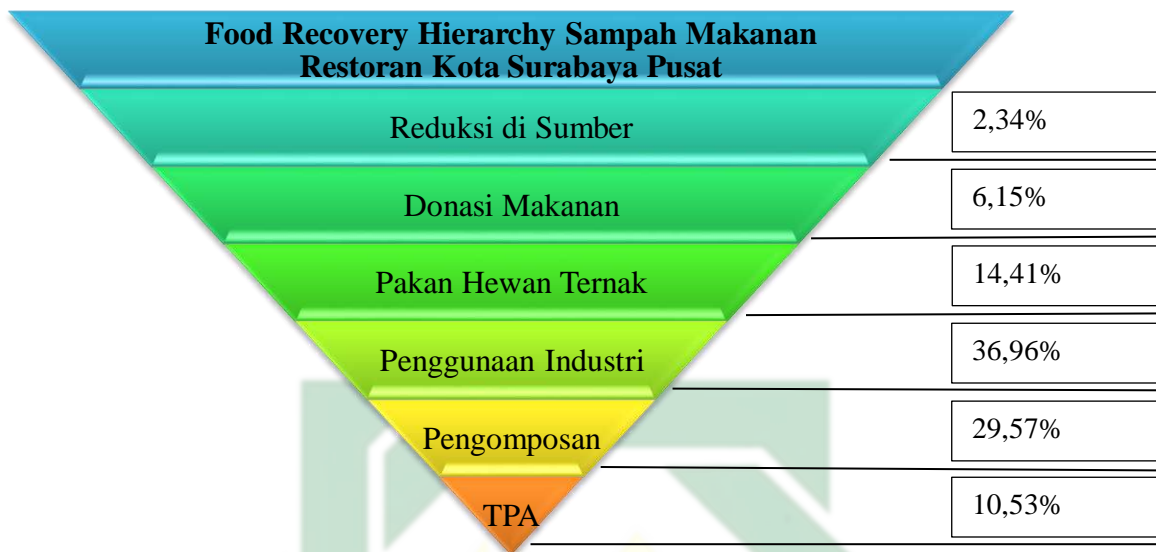 Food Recovery Hierarchy Sampah Makanan
Restoran Kota Surabaya Pusat
Reduksi di Sumber
2,34%
Donasi Makanan
6,15%
Pakan Hewan Ternak
14,41%
Penggunaan Industri
36,96%
Pengomposan
29,57%
TPA
10,53%